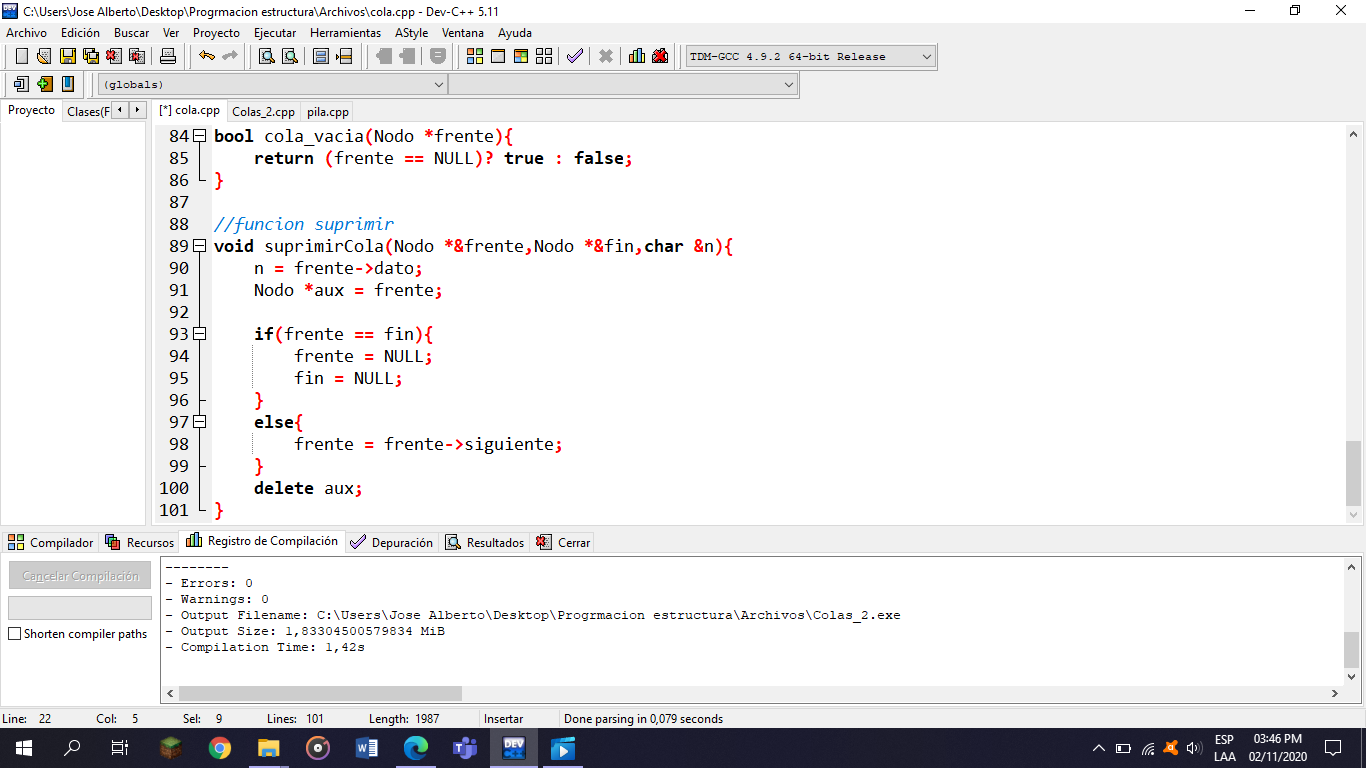 C:\Users\Jose Alberto\Desktop\Progrmacion estructura\Archivos\cola.cpp - Dev-C++ 5.11
Archivo Edición Buscar Ver Proyecto Ejecutar Herramientas AStyle Ventana Ayuda
TDM-GCC 4.9.2 64-bit Release
(globals)
Proyecto Clases(F
[*] cola.cpp Colas_2.cpp pila.cpp
84 bool cola_vacia(Nodo *frente){
85 return (frente == NULL)? true : false;
86 }
87
88 //funcion suprimir
89 void suprimirCola(Nodo *&frente,Nodo *&fin,char &n){
90 n = frente->dato;
91 Nodo *aux = frente;
92
93 if(frente == fin){
94 frente = NULL;
95 fin = NULL;
96 }
97 else{
98 frente = frente->siguiente;
99 }
100 delete aux;
101 }
Compilador Recursos Registro de Compilación Depuración Resultados Cerrar
Cancelar Compilación
Shorten compiler paths
--------
- Errors: 0
- Warnings: 0
- Output Filename: C:\Users\Jose Alberto\Desktop\Progrmacion estructura\Archivos\Colas_2.exe
- Output Size: 1,83304500579834 MiB
- Compilation Time: 1,42s
Line: 22 Col: 5 Sel: 9 Lines: 101 Length: 1987 Insertar Done parsing in 0,079 seconds
DEV
ESP
LAA
03:46 PM
02/11/2020